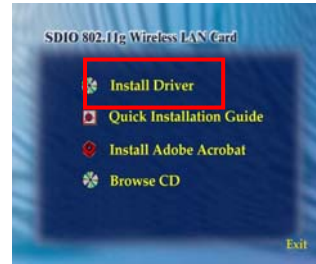 SDIO 802.11g Wireless LAN Card
Install Driver
Quick Installation Guide
Install Adobe Acrobat
Browse CD
Exit